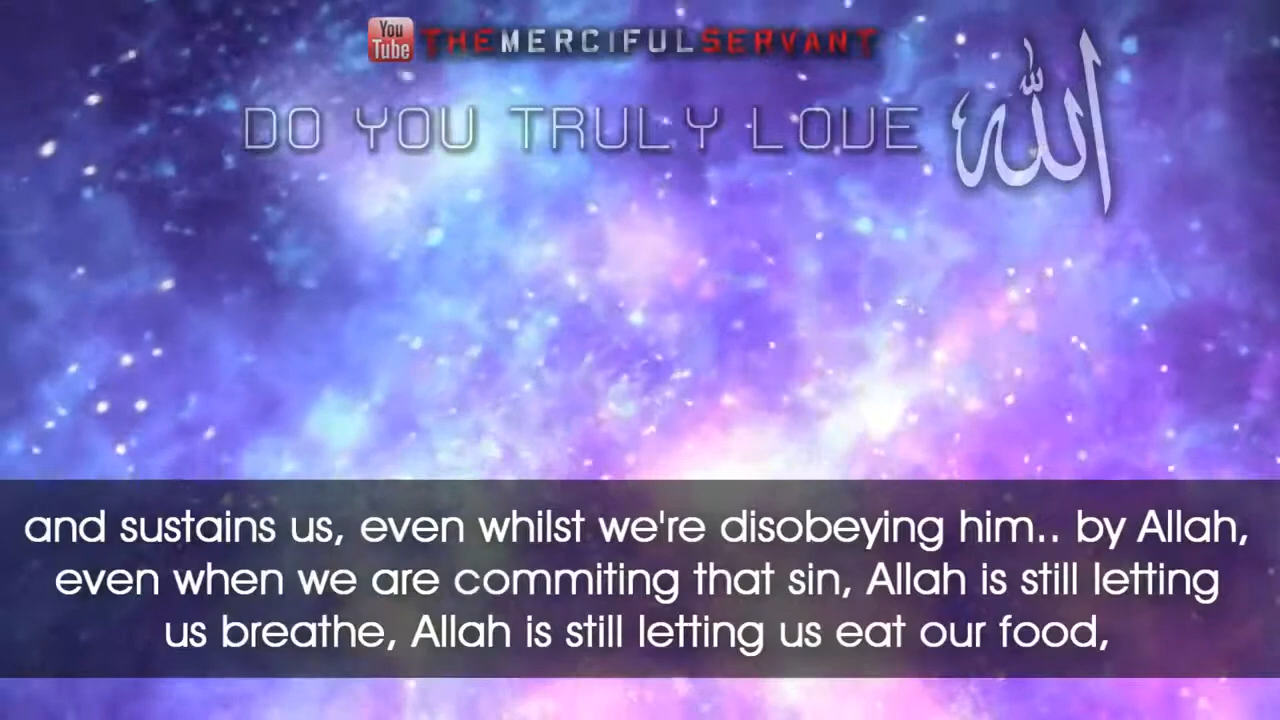 You
Tube
THEMERCIFULSERVANT
DO YOU TRULY LOVE الله
and sustains us, even whilst we're disobeying him.. by Allah,
even when we are commiting that sin, Allah is still letting
us breathe, Allah is still letting us eat our food,